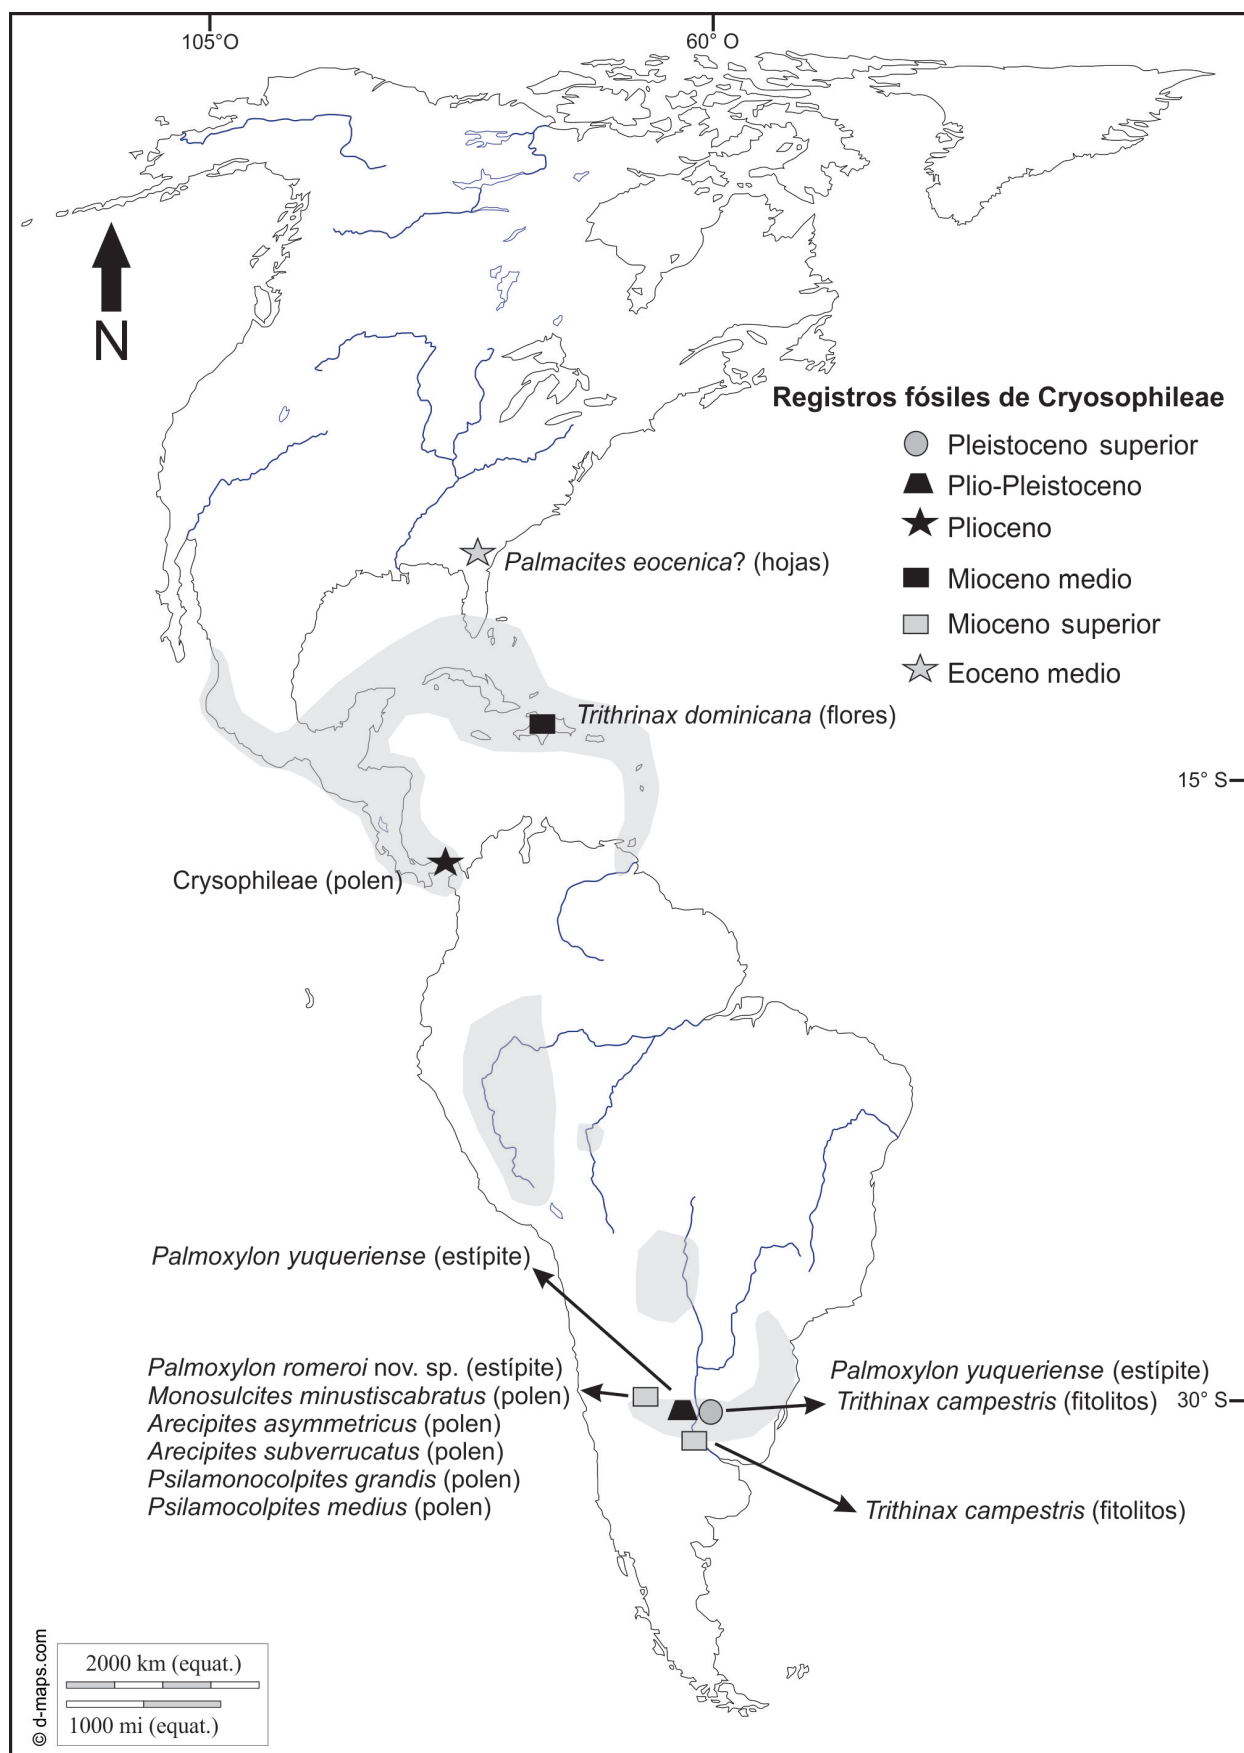 105°O
60° O
N
Registros fósiles de Cryosophileae
Pleistoceno superior
Plio-Pleistoceno
Plioceno
Mioceno medio
Mioceno superior
Eoceno medio
Palmacites eocenica? (hojas)
Trithrinax dominicana (flores)
15° S
Crysophileae (polen)
Palmoxylon yuqueriense (estípite)
Palmoxylon romeroi nov. sp. (estípite)
Monosulcites minustiscabratus (polen)
Arecipites asymmetricus (polen)
Arecipites subverrucatus (polen)
Psilamonocolpites grandis (polen)
Psilamocolpites medius (polen)
Palmoxylon yuqueriense (estípite)
Trithinax campestris (fitolitos)
30° S
Trithinax campestris (fitolitos)
© d-maps.com
2000 km (equat.)
1000 mi (equat.)